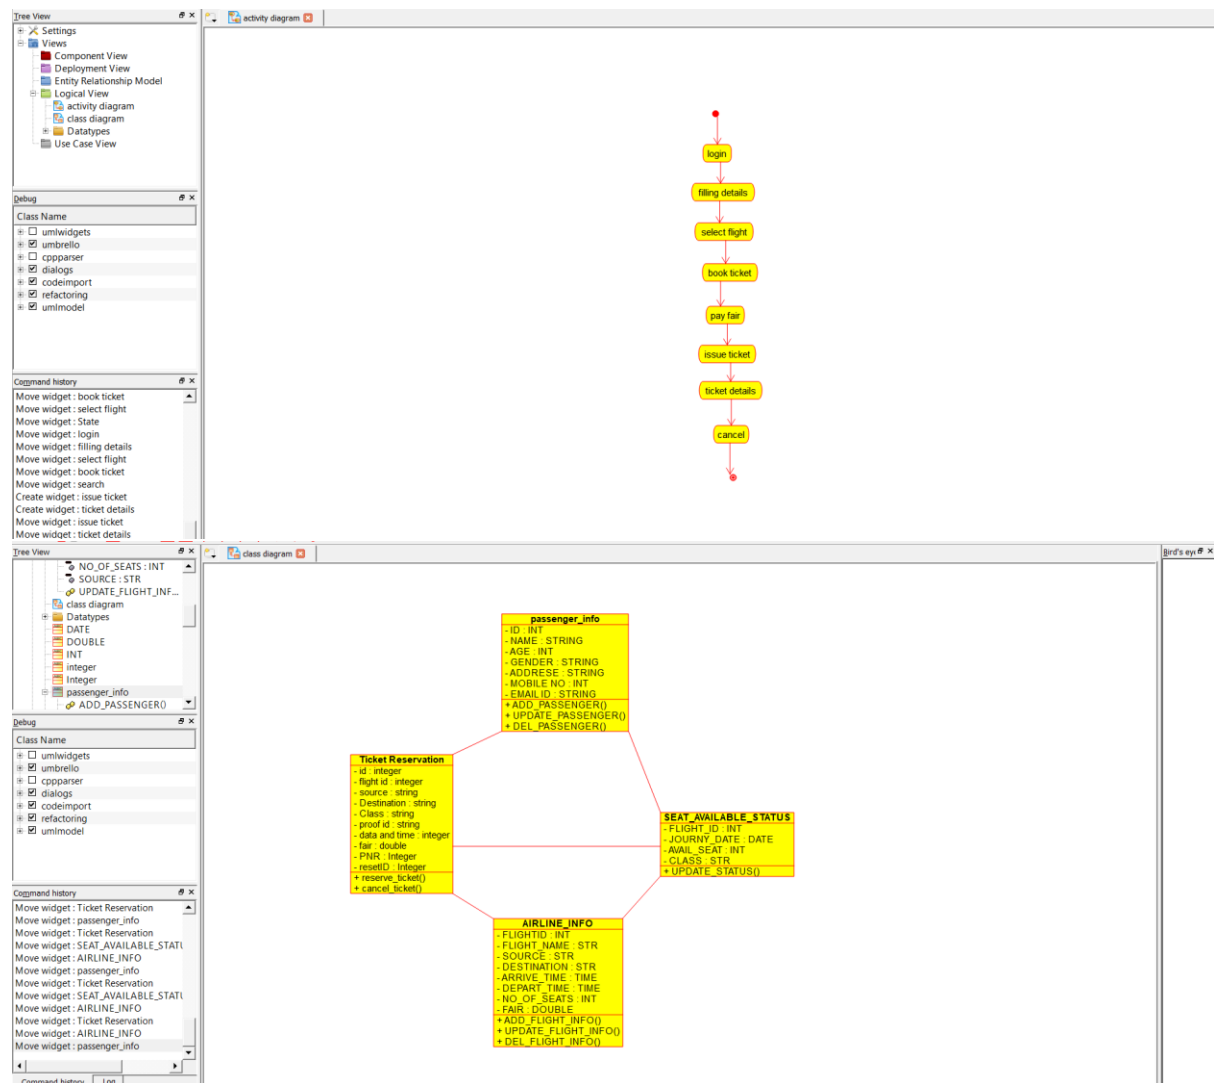 Tree View
Settings
Views
Component View
Deployment View
Entity Relationship Model
Logical View
activity diagram
class diagram
Datatypes
Use Case View
Debug
Class Name
umlwidgets
umbrello
cppparser
dialogs
codeimport
refactoring
umlmodel
Command history
Move widget : book ticket
Move widget : select flight
Move widget : State
Move widget : login
Move widget : filling details
Move widget : select flight
Move widget : book ticket
Move widget : search
Create widget : issue ticket
Create widget : ticket details
Move widget : issue ticket
Move widget : ticket details
activity diagram
login
filling details
select flight
book ticket
pay fair
issue ticket
ticket details
cancel
Tree View
NO_OF_SEATS : INT
SOURCE : STR
UPDATE_FLIGHT_INF...
class diagram
Datatypes
DATE
DOUBLE
INT
integer
Integer
passenger_info
ADD_PASSENGER()
Debug
Class Name
umlwidgets
umbrello
cppparser
dialogs
codeimport
refactoring
umlmodel
Command history
Move widget : Ticket Reservation
Move widget : passenger_info
Move widget : Ticket Reservation
Move widget : SEAT_AVAILABLE_STATU
Move widget : AIRLINE_INFO
Move widget : passenger_info
Move widget : Ticket Reservation
Move widget : SEAT_AVAILABLE_STATU
Move widget : AIRLINE_INFO
Move widget : Ticket Reservation
Move widget : AIRLINE_INFO
Move widget : passenger_info
Command history Log
class diagram
Bird's eye
passenger_info
- ID : INT
- NAME : STRING
- AGE : INT
- GENDER : STRING
- ADDRESE : STRING
- MOBILE NO : INT
- EMAIL ID : STRING
+ ADD_PASSENGER()
+ UPDATE_PASSENGER()
+ DEL_PASSENGER()
Ticket Reservation
- id : integer
- flight id : integer
- source : string
- Destination : string
- Class : string
- proof id : string
- data and time : integer
- fair : double
- PNR : Integer
- resetID : Integer
+ reserve_ticket()
+ cancel_ticket()
SEAT_AVAILABLE_STATUS
- FLIGHT_ID : INT
- JOURNY_DATE : DATE
- AVAIL_SEAT : INT
- CLASS : STR
+ UPDATE_STATUS()
AIRLINE_INFO
- FLIGHTID : INT
- FLIGHT_NAME : STR
- SOURCE : STR
- DESTINATION : STR
- ARRIVE_TIME : TIME
- DEPART_TIME : TIME
- NO_OF_SEATS : INT
- FAIR : DOUBLE
+ ADD_FLIGHT_INFO()
+ UPDATE_FLIGHT_INFO()
+ DEL_FLIGHT_INFO()